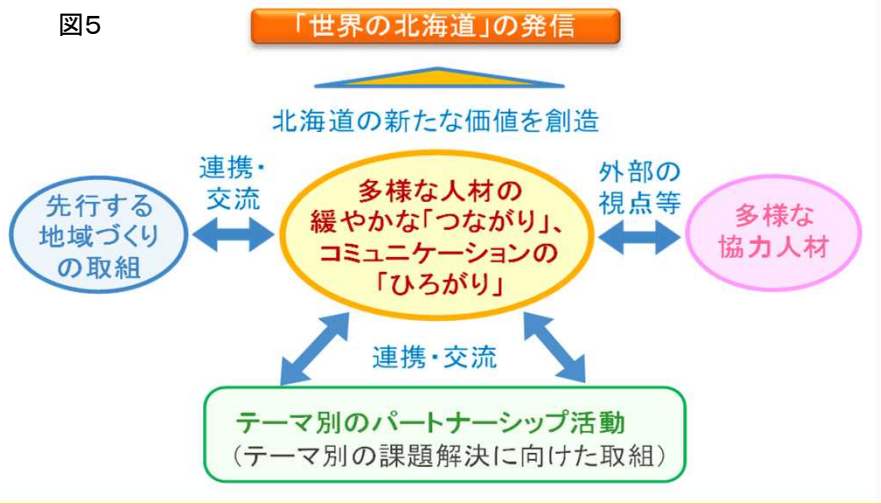 図5
「世界の北海道」の発信
北海道の新たな価値を創造
連携・
交流
外部の
視点等
先行する
地域づくり
の取組
多様な人材の
緩やかな「つながり」、
コミュニケーションの
「ひろがり」
多様な
協力人材
連携・交流
テーマ別のパートナーシップ活動
（テーマ別の課題解決に向けた取組）